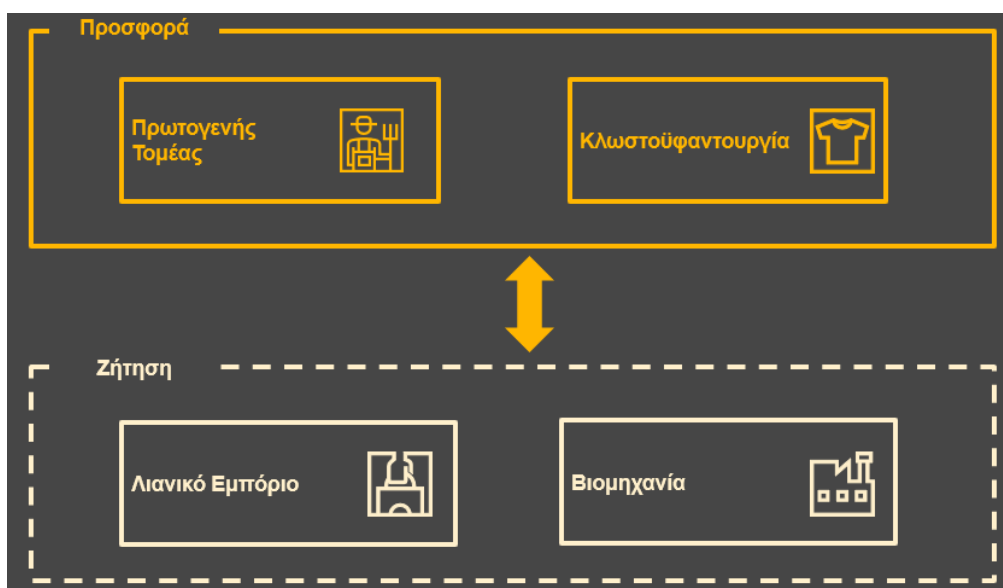 Προσφορά
Πρωτογενής
Τομέας
Κλωστοϋφαντουργία
Ζήτηση
Λιανικό Εμπόριο
Βιομηχανία